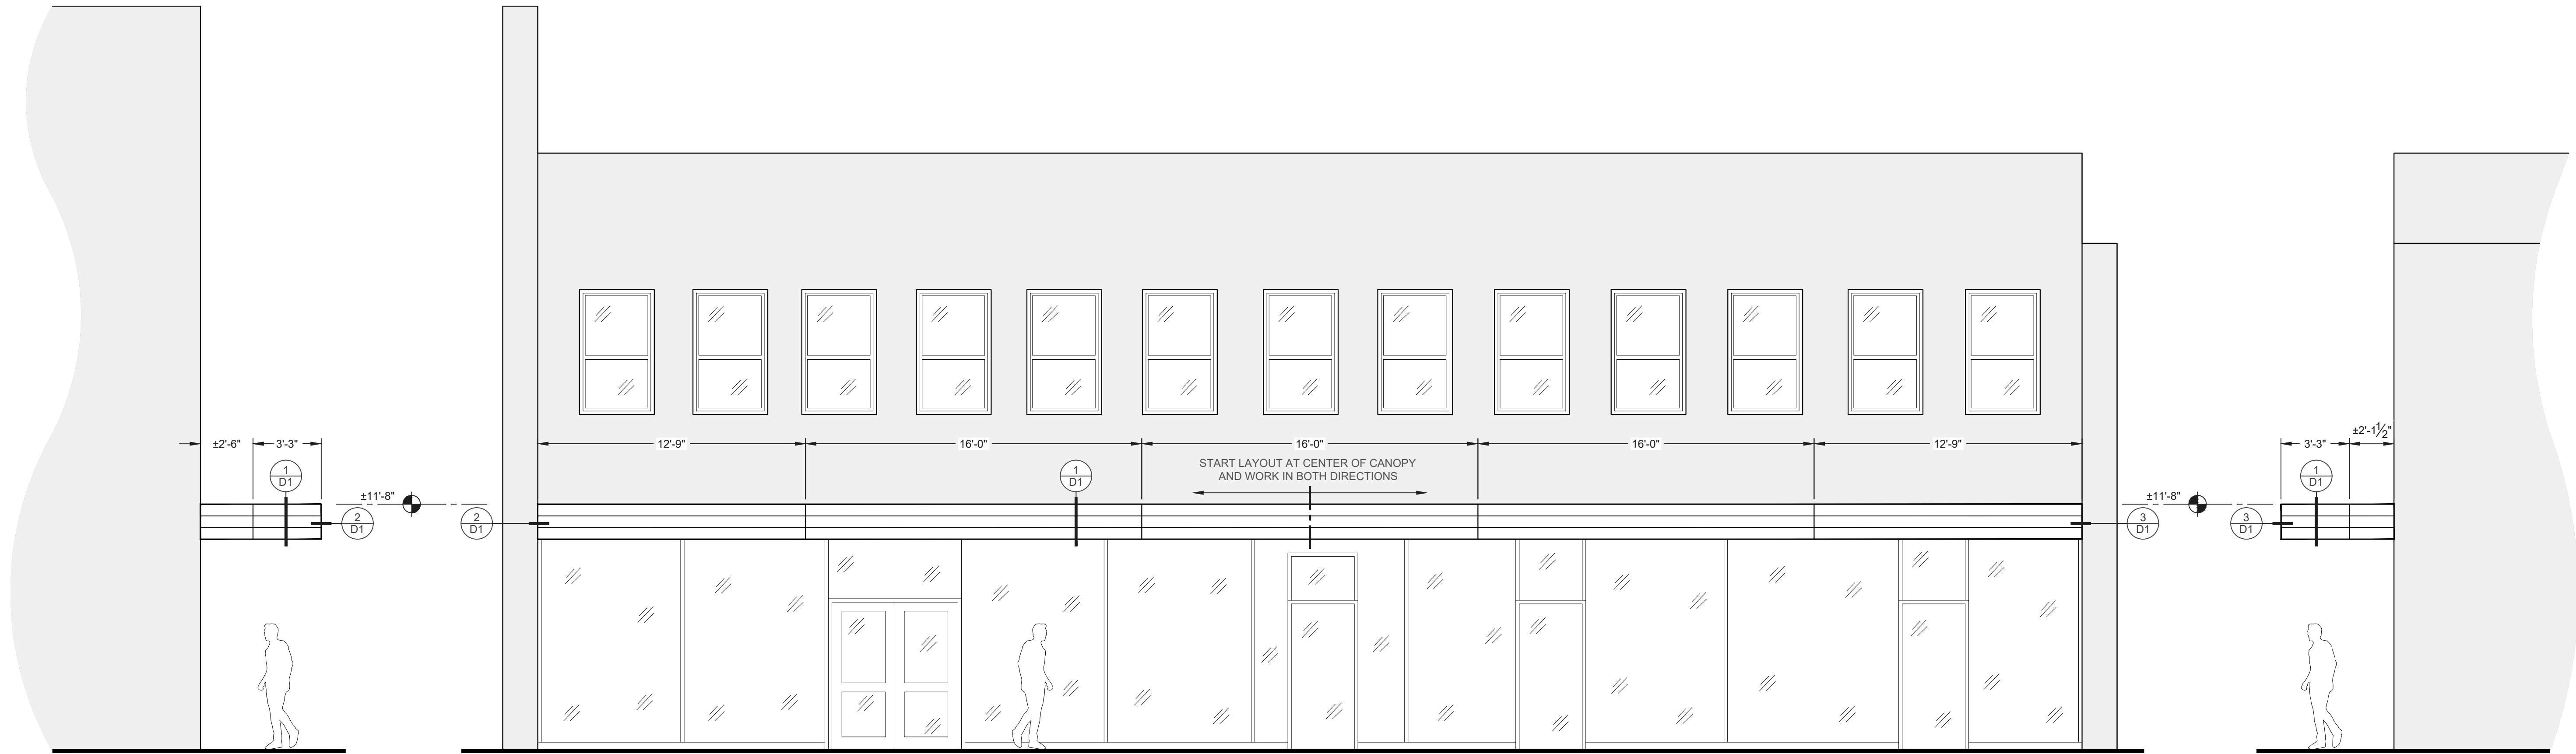 ±2'-6"
3'-3"
1
D1
±11'-8"
2
D1
2
D1
12'-9"
16'-0"
16'-0"
16'-0"
12'-9"
1
D1
START LAYOUT AT CENTER OF CANOPY
AND WORK IN BOTH DIRECTIONS
3
D1
±11'-8"
3
D1
3'-3"
±2'-1½"
1
D1